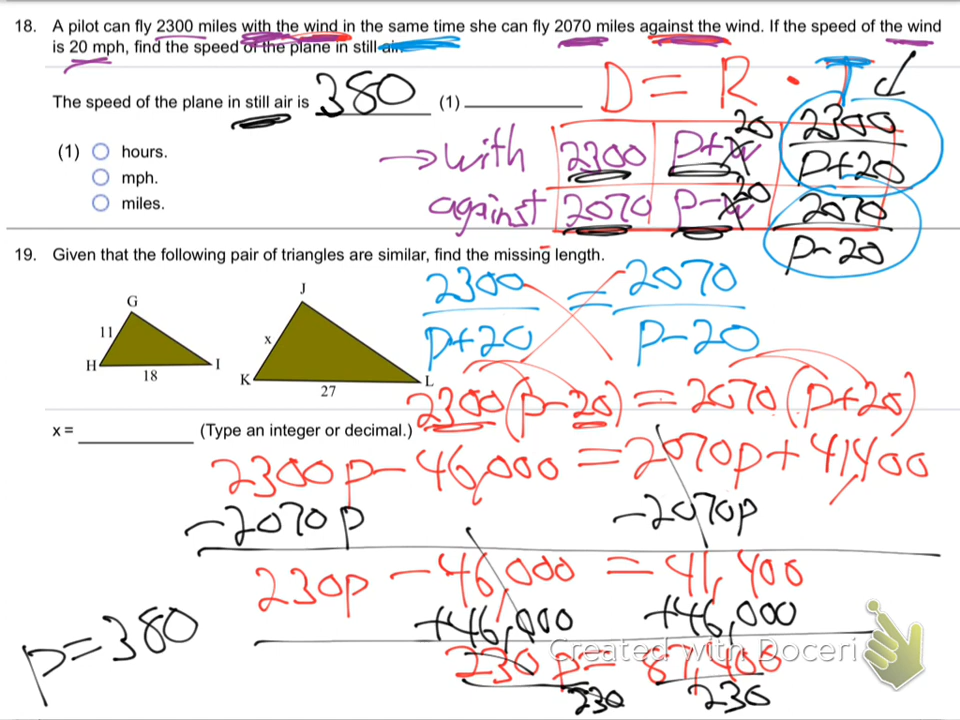 18. A pilot can fly 2300 miles with the wind in the same time she can fly 2070 miles against the wind. If the speed of the wind
is 20 mph, find the speed of the plane in still air.
D = R · T
The speed of the plane in still air is 380 (1)
20 2300
→with 2300 p+w p+20
(1) hours.
mph.
miles.
20
against 2070 p-w 2070
p-20
19. Given that the following pair of triangles are similar, find the missing length.
2300 = 2070
p+20 p-20
G
J
11
x
H
I
18
K
L
27
2300(p-20) = 2070(p+20)
x = (Type an integer or decimal.)
2300p - 46,000 = 2070p + 41,400
-2070p -2070p
230p - 46,000 = 41,400
+46,000 +46,000
p=380
230p = 87,400
230 230
Created with Doceri